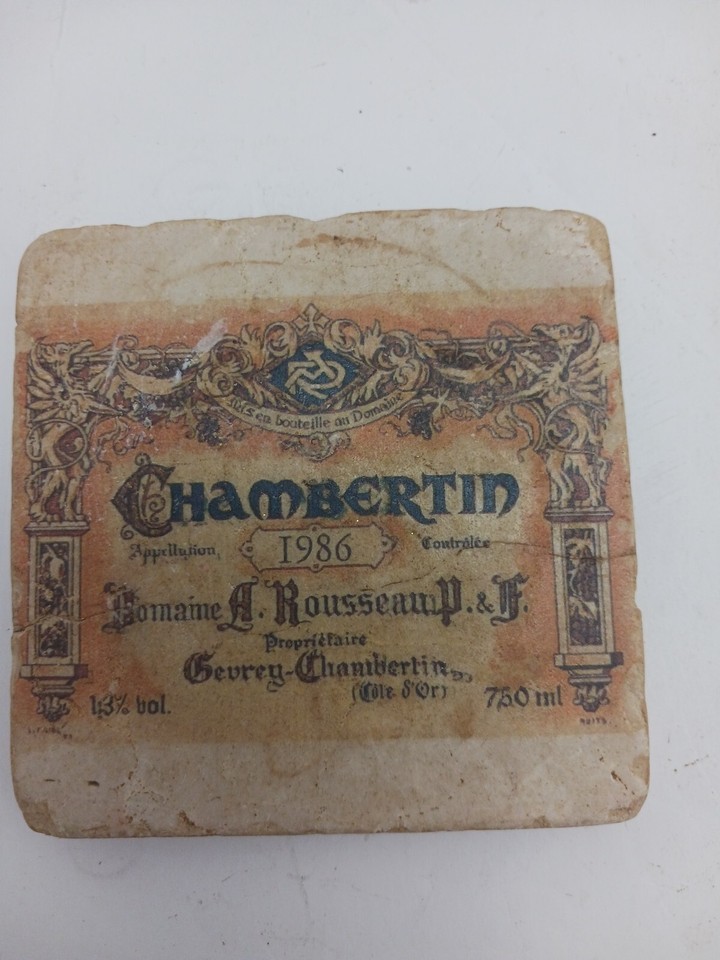 Mis en bouteille au Domaine
CHAMBERTIN
Appellation 1986 Contrôlée
Domaine A. Rousseau P. & F.
Propriétaire
Gevrey-Chambertin
(Côte d'Or)
13% vol. 750 ml
NUITS